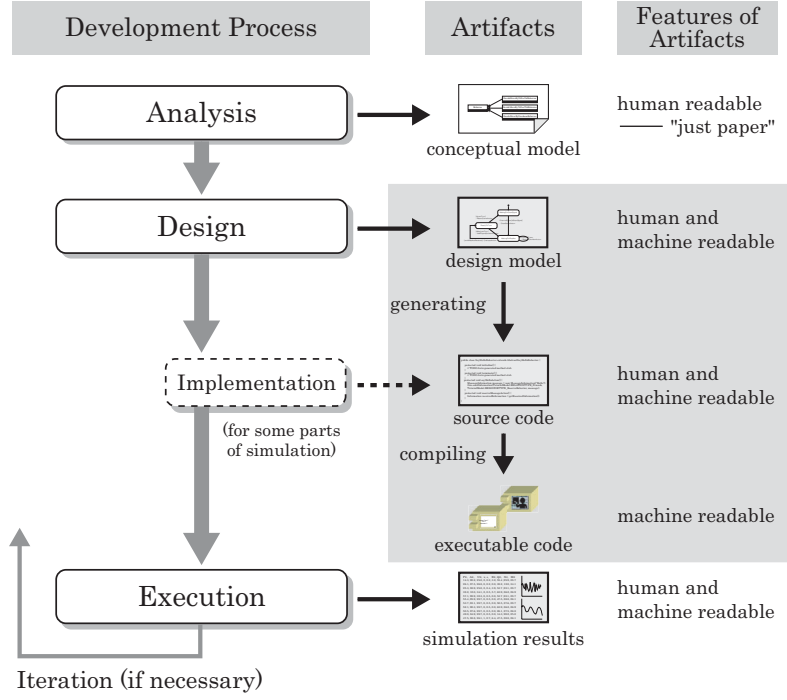 Development Process
Artifacts
Features of
Artifacts
Analysis
conceptual model
human readable
"just paper"
Design
design model
human and
machine readable
generating
Implementation
(for some parts
of simulation)
source code
human and
machine readable
compiling
executable code
machine readable
Execution
simulation results
human and
machine readable
Iteration (if necessary)